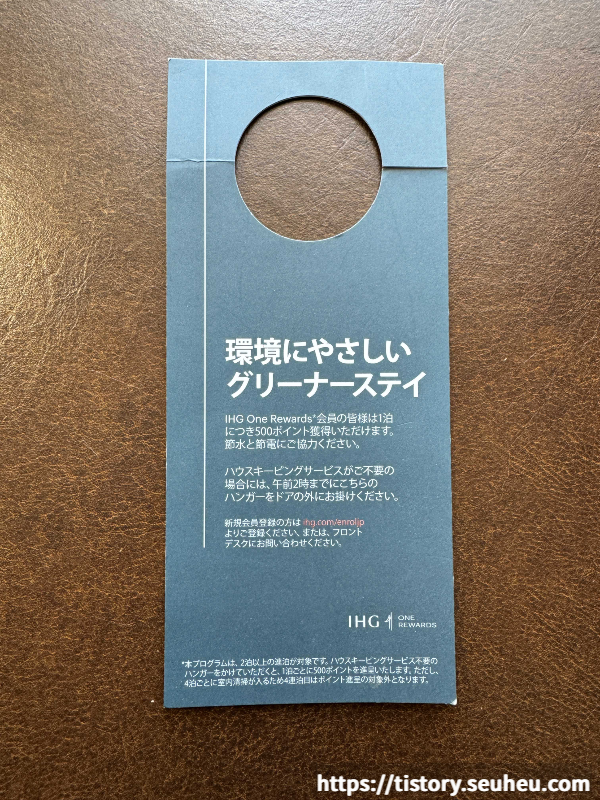 環境にやさしい
グリーナーステイ
IHG One Rewards*会員の皆様は1泊
につき500ポイント獲得いただけます。
節水と節電にご協力ください。
ハウスキーピングサービスがご不要の
場合には、午前2時までにこちらの
ハンガーをドアの外にお掛けください。
新規会員登録の方は ihg.com/enroljp
よりご登録ください、または、フロント
デスクにお問い合わせください。
IHG ONE
REWARDS
*本プログラムは、2泊以上の連泊が対象です。ハウスキーピングサービス不要の
ハンガーをかけていただくと、1泊ごとに500ポイントを進呈いたします。ただし、
4泊ごとに室内清掃が入るため4連泊目はポイント進呈の対象外となります。
https://tistory.seuheu.com